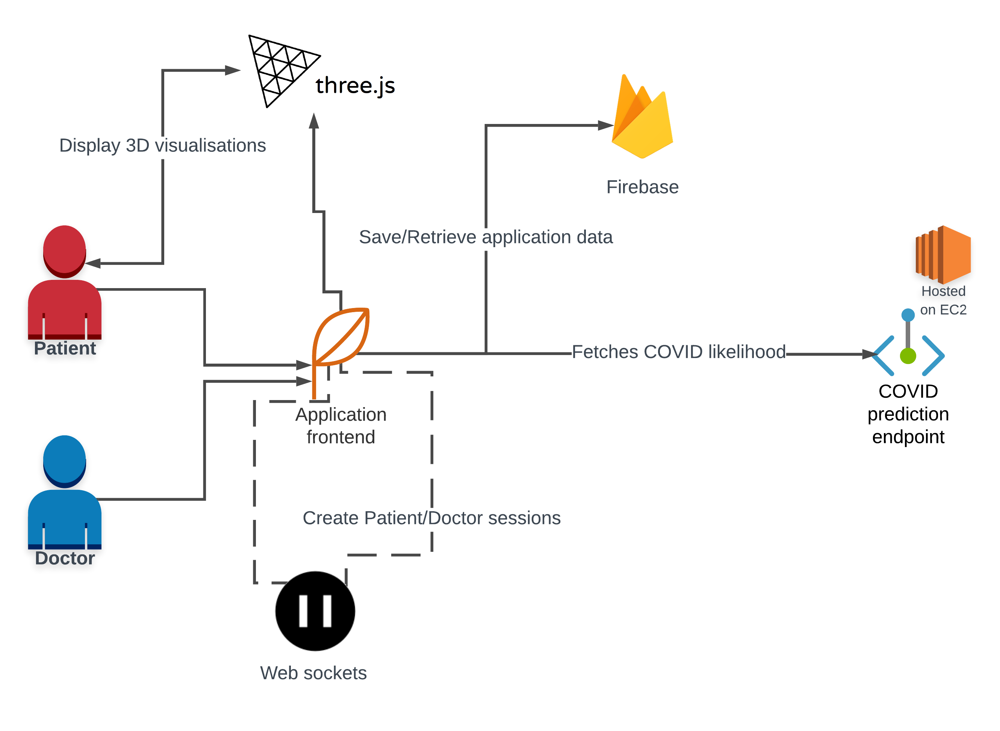 three.js
Display 3D visualisations
Firebase
Save/Retrieve application data
Hosted
on EC2
Patient
Fetches COVID likelihood
COVID
prediction
endpoint
Application
frontend
Create Patient/Doctor sessions
Doctor
Web sockets